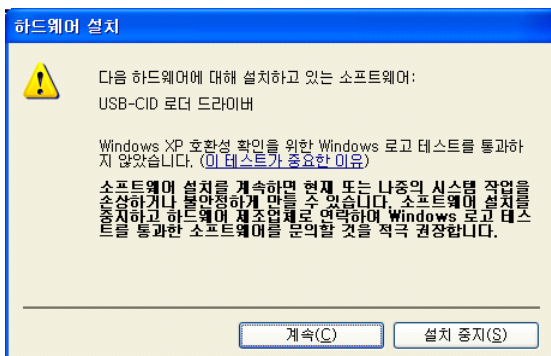 하드웨어 설치
다음 하드웨어에 대해 설치하고 있는 소프트웨어:
USB-CID 로더 드라이버
Windows XP 호환성 확인을 위한 Windows 로고 테스트를 통과하
지 않았습니다. (이 테스트가 중요한 이유)
소프트웨어 설치를 계속하면 현재 또는 나중의 시스템 작업을
손상하거나 불안정하게 만들 수 있습니다. 소프트웨어 설치를
중지하고 하드웨어 제조업체로 연락하여 Windows 로고 테스
트를 통과한 소프트웨어를 문의할 것을 적극 권장합니다.
계속(C)
설치 중지(S)